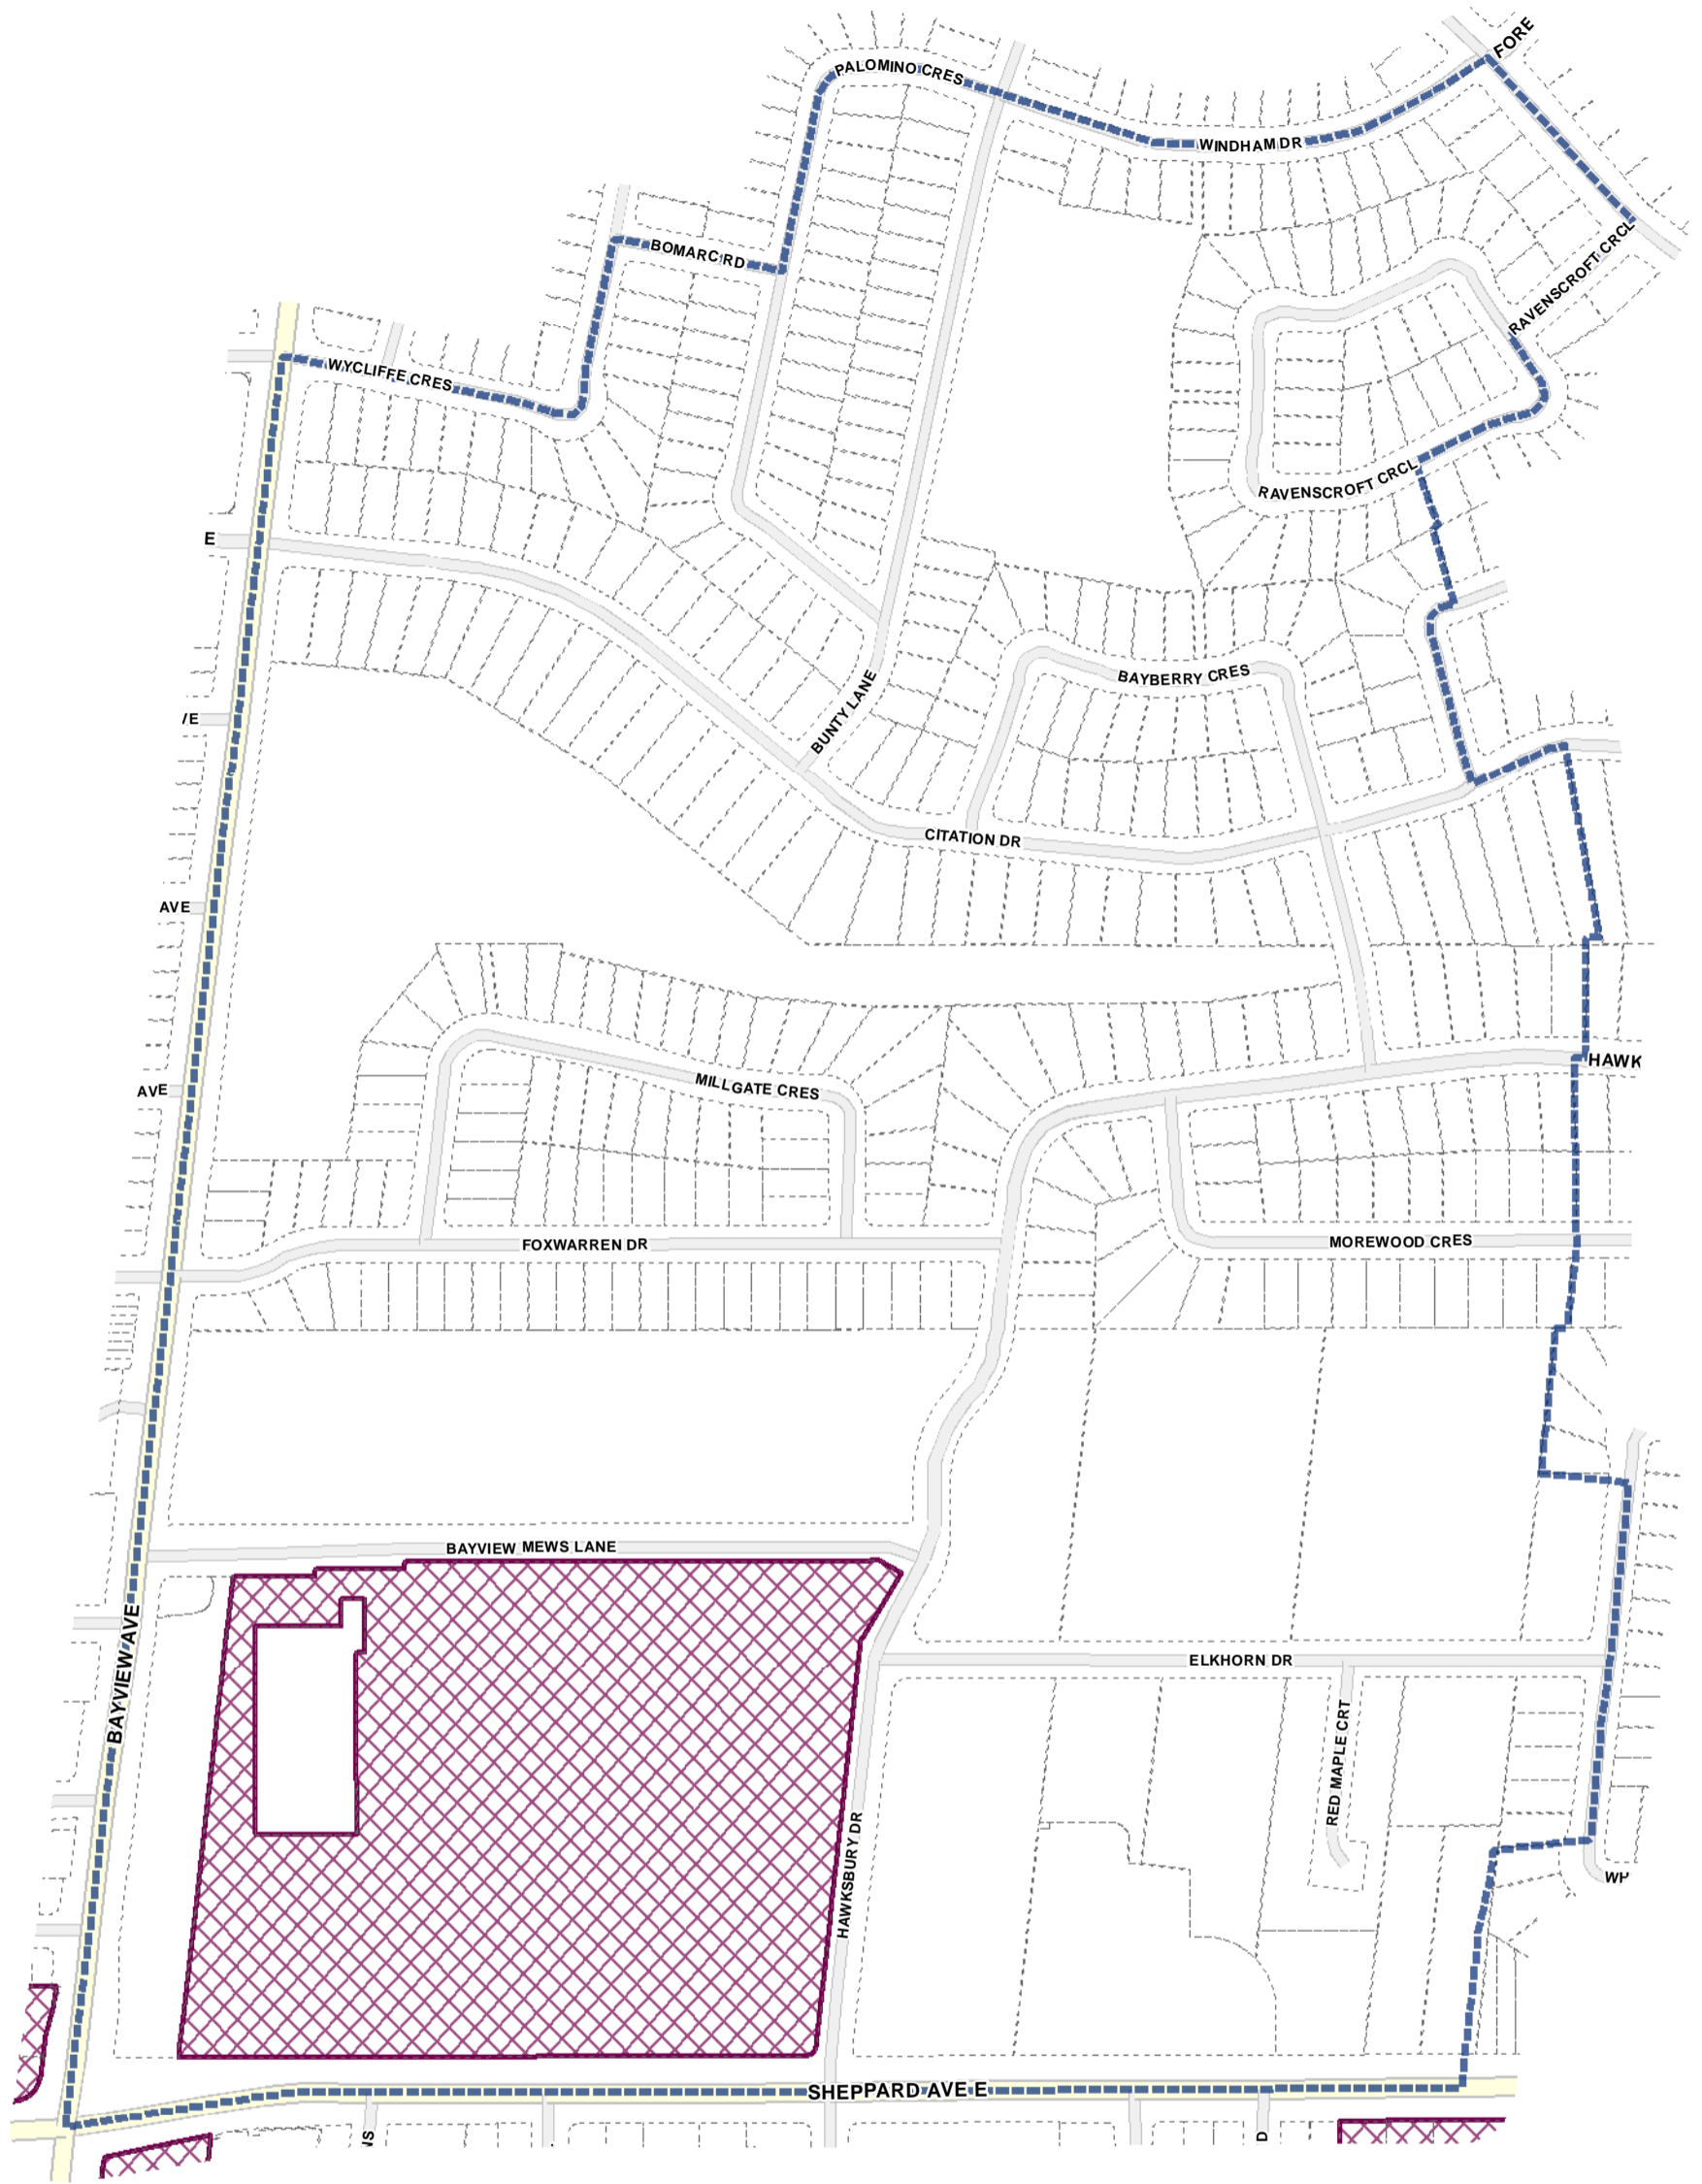 FORE
PALOMINO CRES
WINDHAM DR
BOMARC RD
RAVENSCROFT CRCL
WYCLIFFE CRES
RAVENSCROFT CRCL
E
BAYBERRY CRES
BUNTY LANE
/E
CITATION DR
AVE
HAWK
MILLGATE CRES
AVE
MOREWOOD CRES
FOXWARREN DR
BAYVIEW MEWS LANE
ELKHORN DR
BAYVIEW AVE
RED MAPLE CRT
HAWKSBURY DR
WP
SHEPPARD AVE E
NS
D